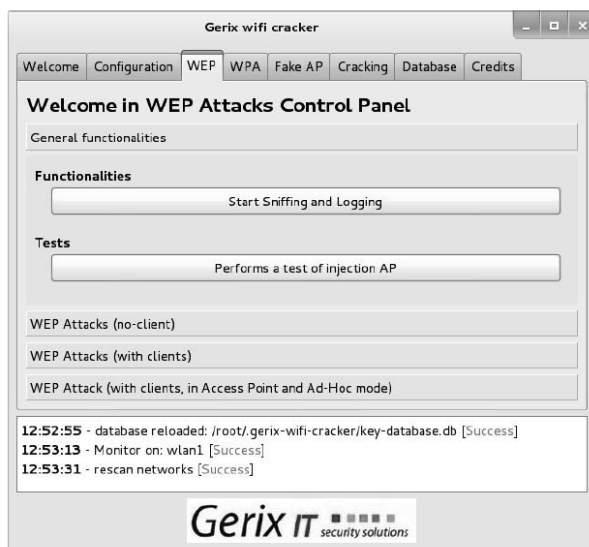 Gerix wifi cracker
Welcome Configuration WEP WPA Fake AP Cracking Database Credits
Welcome in WEP Attacks Control Panel
General functionalities
Functionalities
Start Sniffing and Logging
Tests
Performs a test of injection AP
WEP Attacks (no-client)
WEP Attacks (with clients)
WEP Attack (with clients, in Access Point and Ad-Hoc mode)
12:52:55 - database reloaded: /root/.gerix-wifi-cracker/key-database.db [Success]
12:53:13 - Monitor on: wlan1 [Success]
12:53:31 - rescan networks [Success]
Gerix IT security solutions